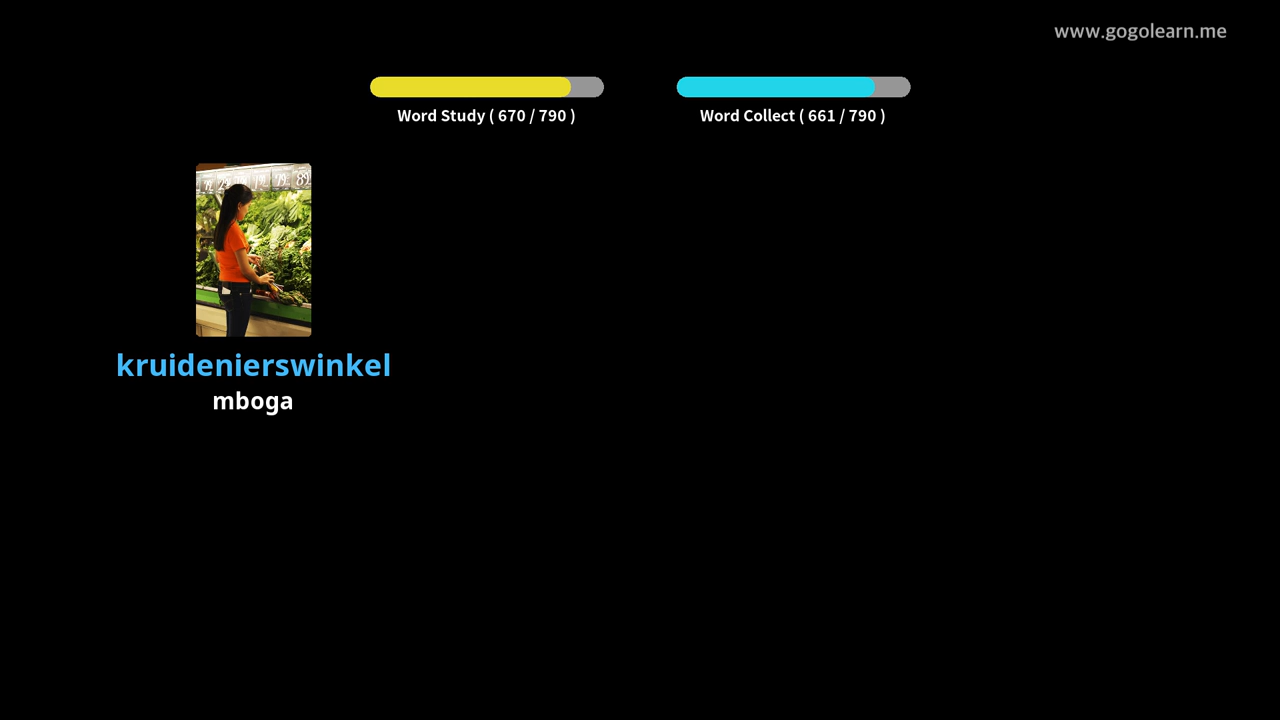 www.gogolearn.me
Word Study ( 670 / 790 )
Word Collect ( 661 / 790 )
kruidenierswinkel
mboga